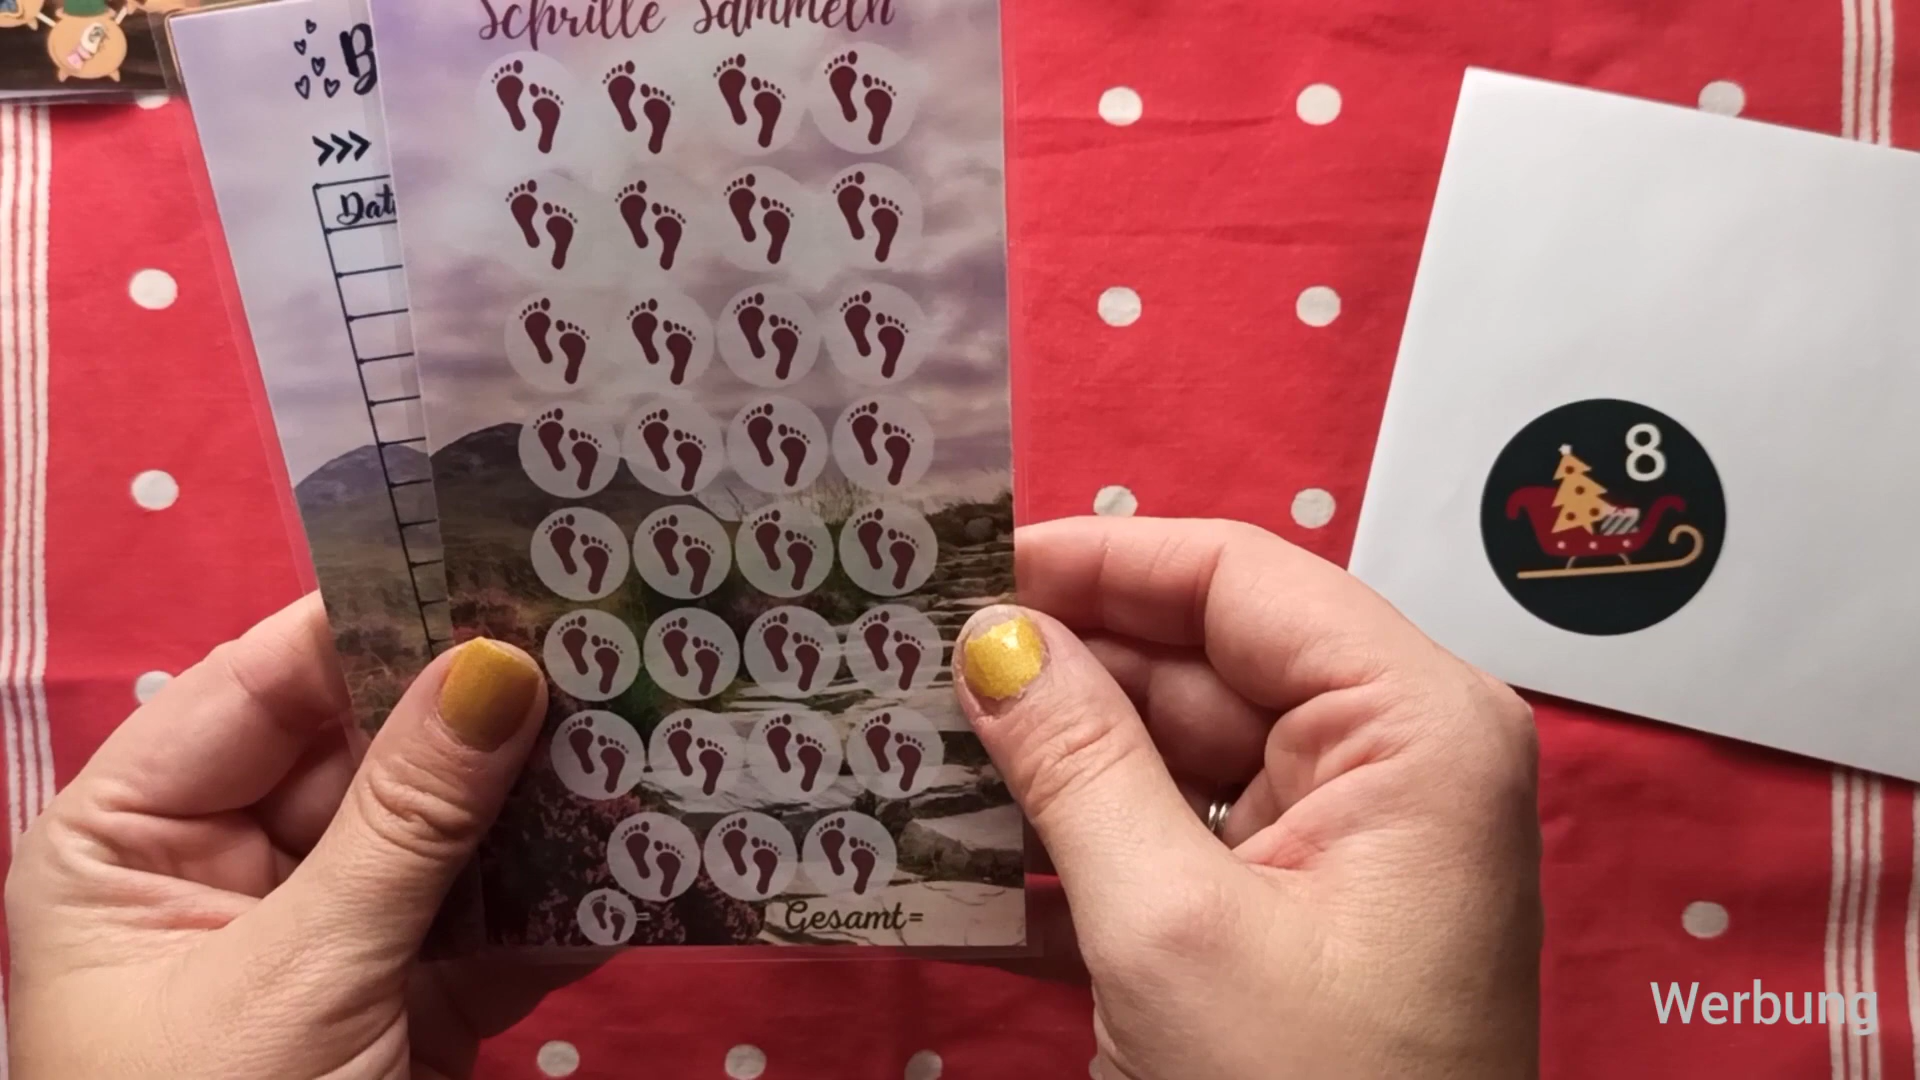 Schritte Sammeln
>>>
8
= Gesamt=
Werbung